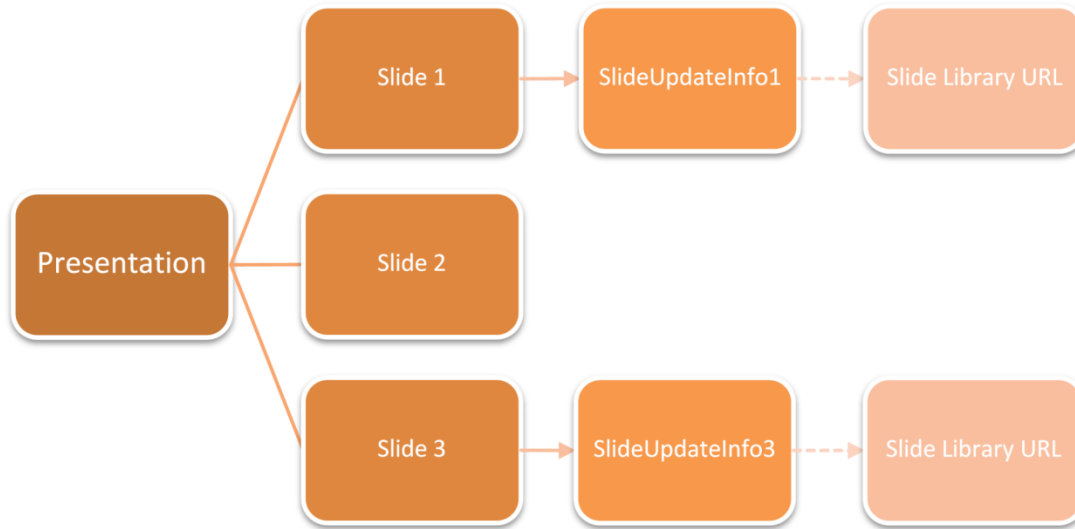 Slide 1
SlideUpdateInfo1
Slide Library URL
Presentation
Slide 2
Slide 3
SlideUpdateInfo3
Slide Library URL